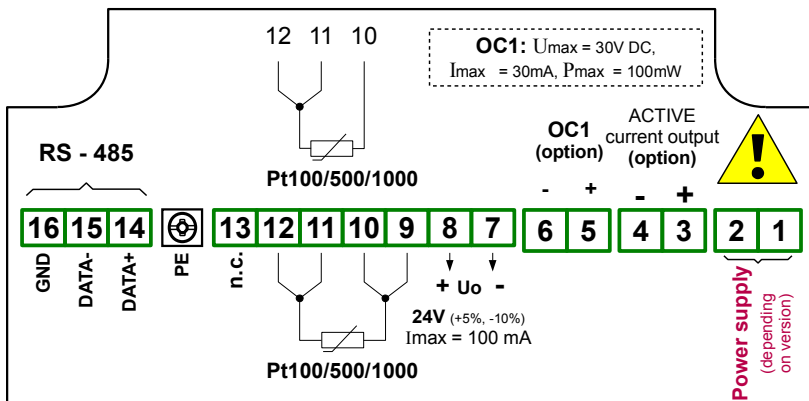 12 11 10
OC1: Umax = 30V DC,
Imax = 30mA, Pmax = 100mW
Pt100/500/1000
RS - 485
OC1
(option)
- +
ACTIVE
current output
(option)
- +
!
16 15 14 13 12 11 10 9 8 7 6 5 4 3 2 1
GND
DATA-
DATA+
PE
n.c.
+ Uo -
24V (+5%, -10%)
Imax = 100 mA
Pt100/500/1000
Power supply
(depending
on version)